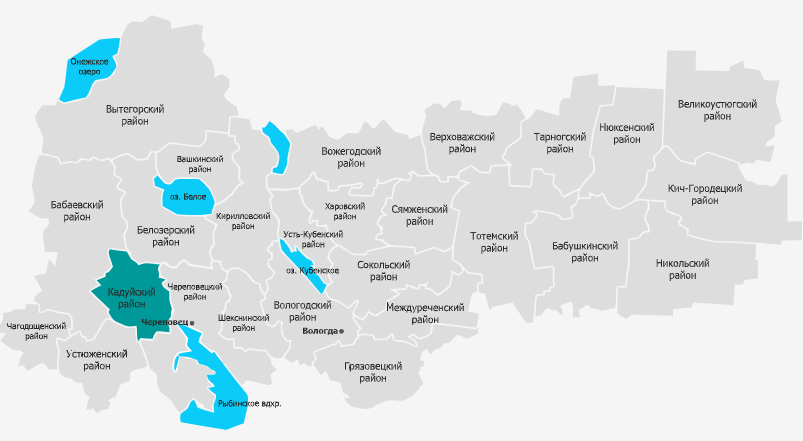 Онежское
озеро
Вытегорский
район
Великоустюгский
район
Нюксенский
район
Тарногский
район
Верховажский
район
Вожегодский
район
Вашкинский
район
оз. Белое
Кич-Городецкий
район
Бабаевский
район
Белозерский
район
Кирилловский
район
Харовский
район
Сямженский
район
Усть-Кубенский
район
Тотемский
район
Бабушкинский
район
Никольский
район
оз. Кубенское
Сокольский
район
Кадуйский
район
Череповецкий
район
Вологодский
район
Междуреченский
район
Шекснинский
район
Череповец
Вологда
Чагодощенский
район
Устюженский
район
Грязовецкий
район
Рыбинское вдхр.